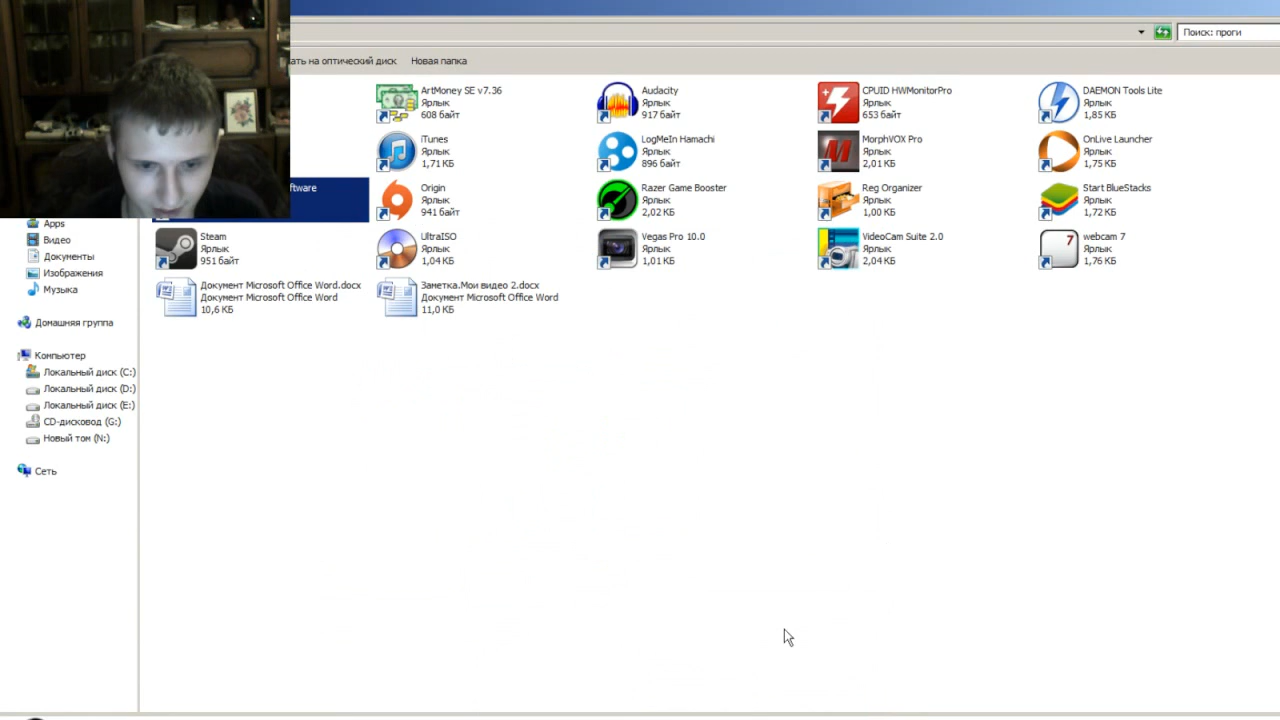 Поиск: проги
ать на оптический диск
Новая папка
ArtMoney SE v7.36
Ярлык
608 байт
Audacity
Ярлык
917 байт
CPUID HWMonitorPro
Ярлык
653 байт
DAEMON Tools Lite
Ярлык
1,85 КБ
iTunes
Ярлык
1,71 КБ
LogMeIn Hamachi
Ярлык
896 байт
MorphVOX Pro
Ярлык
2,01 КБ
OnLive Launcher
Ярлык
1,75 КБ
ftware
Origin
Ярлык
941 байт
Razer Game Booster
Ярлык
2,02 КБ
Reg Organizer
Ярлык
1,00 КБ
Start BlueStacks
Ярлык
1,72 КБ
Steam
Ярлык
951 байт
UltraISO
Ярлык
1,04 КБ
Vegas Pro 10.0
Ярлык
1,01 КБ
VideoCam Suite 2.0
Ярлык
2,04 КБ
7
webcam 7
Ярлык
1,76 КБ
Документ Microsoft Office Word.docx
Документ Microsoft Office Word
10,6 КБ
Заметка.Мои видео 2.docx
Документ Microsoft Office Word
11,0 КБ
Apps
Видео
Документы
Изображения
Музыка
Домашняя группа
Компьютер
Локальный диск (C:)
Локальный диск (D:)
Локальный диск (E:)
CD-дисковод (G:)
Новый том (N:)
Сеть